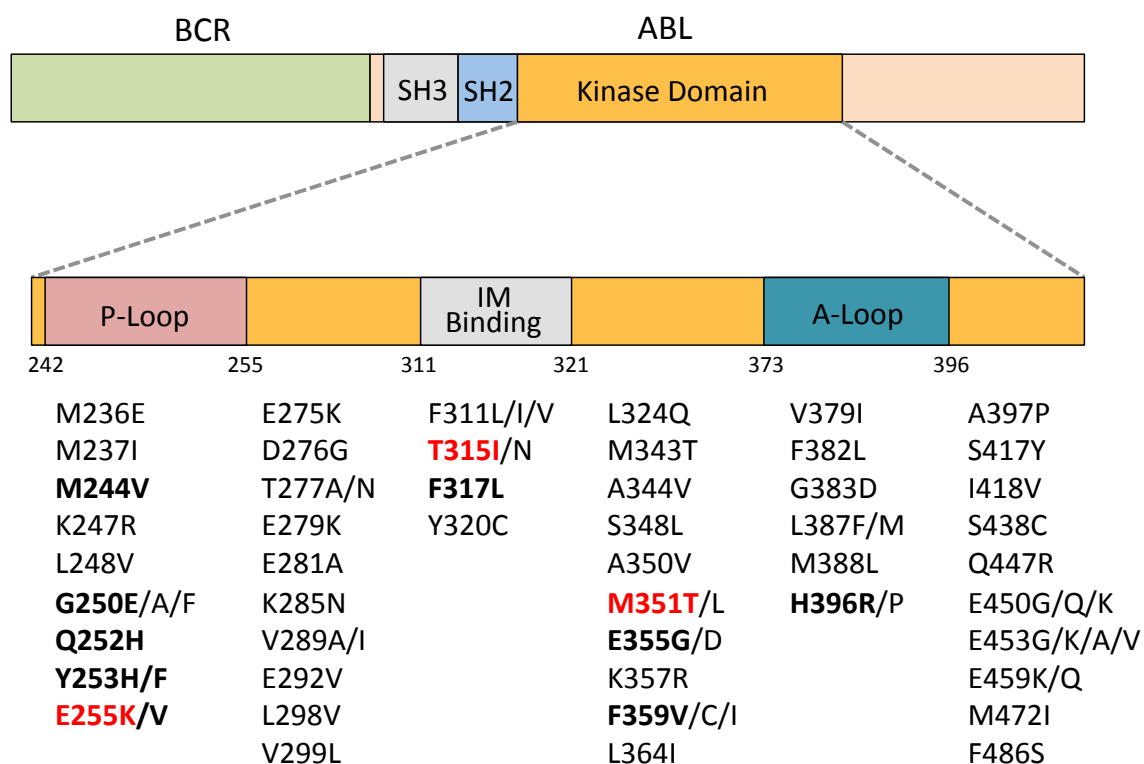 BCR ABL
SH3 SH2 Kinase Domain
P-Loop IM Binding A-Loop
242 255 311 321 373 396
M236E E275K F311L/I/V L324Q V379I A397P
M237I D276G T315I/N M343T F382L S417Y
M244V T277A/N F317L A344V G383D I418V
K247R E279K Y320C S348L L387F/M S438C
L248V E281A A350V M388L Q447R
G250E/A/F K285N M351T/L H396R/P E450G/Q/K
Q252H V289A/I E355G/D E453G/K/A/V
Y253H/F E292V K357R E459K/Q
E255K/V L298V F359V/C/I M472I
V299L L364I F486S